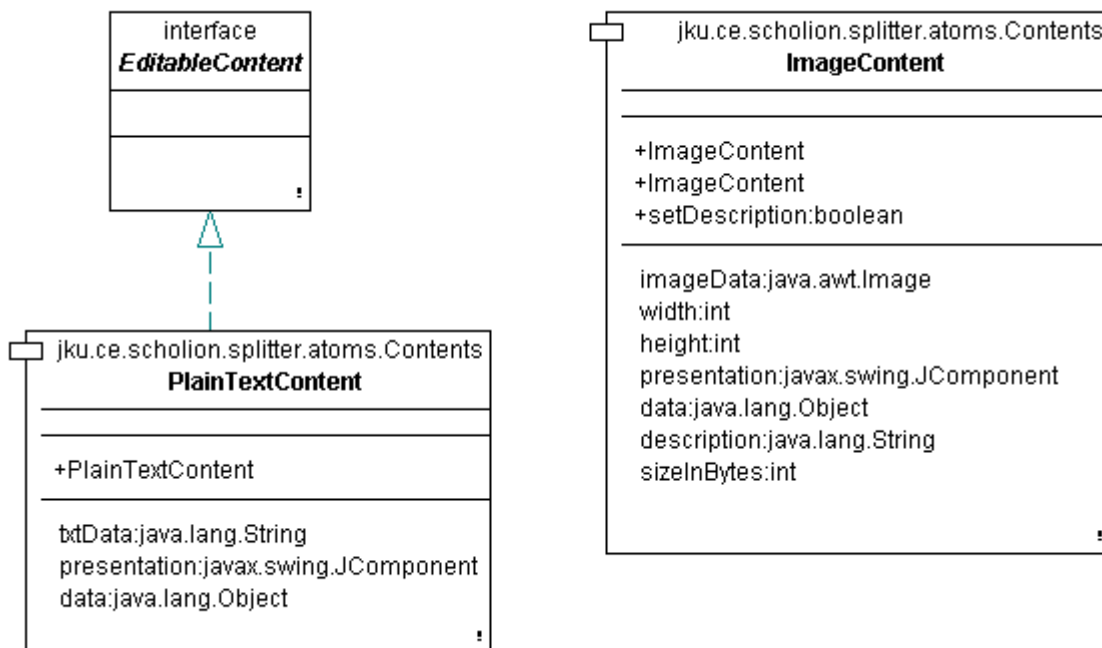 interface
EditableContent
!
jku.ce.scholion.splitter.atoms.Contents
PlainTextContent
+PlainTextContent
txtData:java.lang.String
presentation:javax.swing.JComponent
data:java.lang.Object
!
jku.ce.scholion.splitter.atoms.Contents
ImageContent
+ImageContent
+ImageContent
+setDescription:boolean
imageData:java.awt.Image
width:int
height:int
presentation:javax.swing.JComponent
data:java.lang.Object
description:java.lang.String
sizeInBytes:int
!